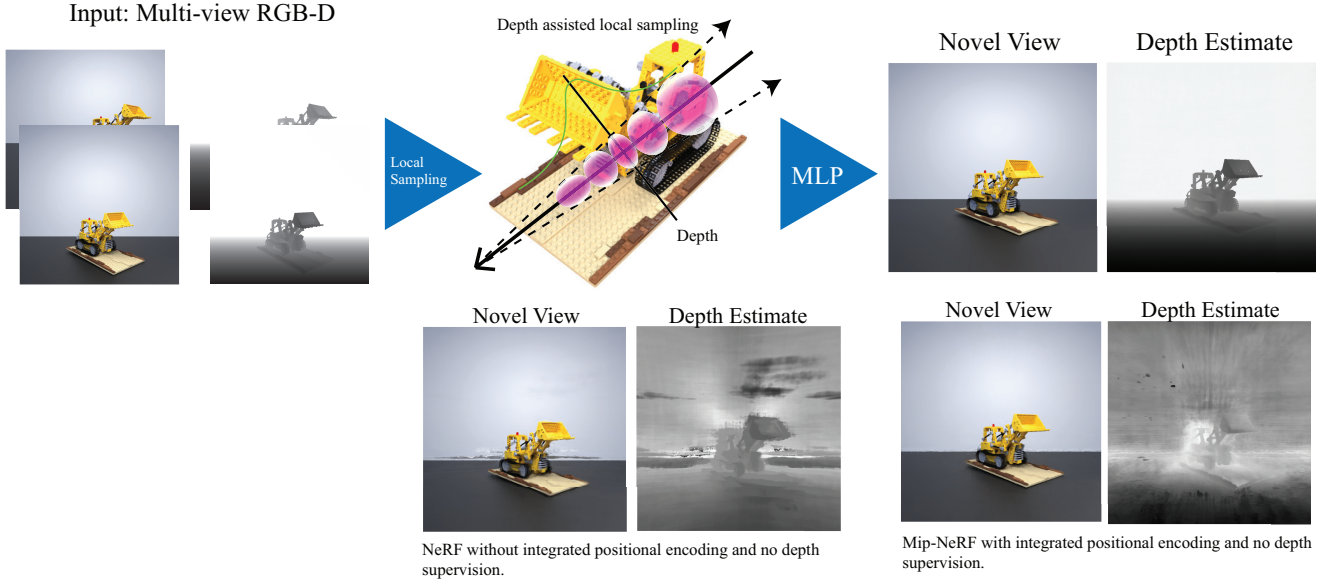 Input: Multi-view RGB-D
Depth assisted local sampling
Local
Sampling
Depth
MLP
Novel View
Depth Estimate
Novel View
Depth Estimate
NeRF without integrated positional encoding and no depth
supervision.
Novel View
Depth Estimate
Mip-NeRF with integrated positional encoding and no depth
supervision.